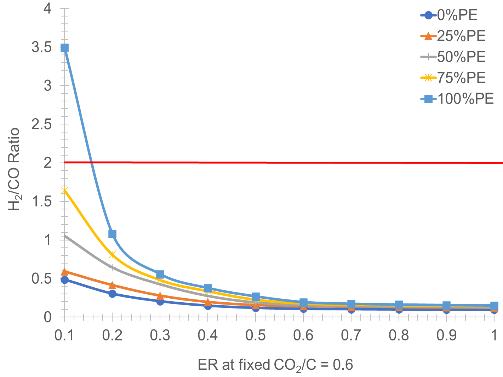 4
3.5
3
2.5
2
1.5
1
0.5
0
H₂/CO Ratio
0%PE
25%PE
50%PE
75%PE
100%PE
0.1 0.2 0.3 0.4 0.5 0.6 0.7 0.8 0.9 1
ER at fixed CO₂/C = 0.6